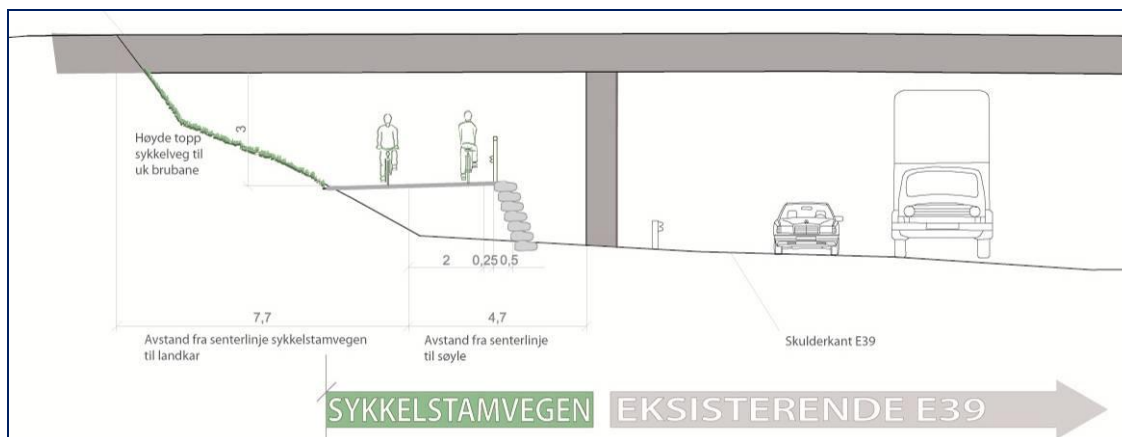 Høyde topp
sykkelveg til
uk brubane
3
2 0,25 0,5
7,7 4,7
Avstand fra senterlinje sykkelstamvegen
til landkar
Avstand fra senterlinje
til søyle
Skulderkant E39
SYKKELSTAMVEGEN
EKSISTERENDE E39